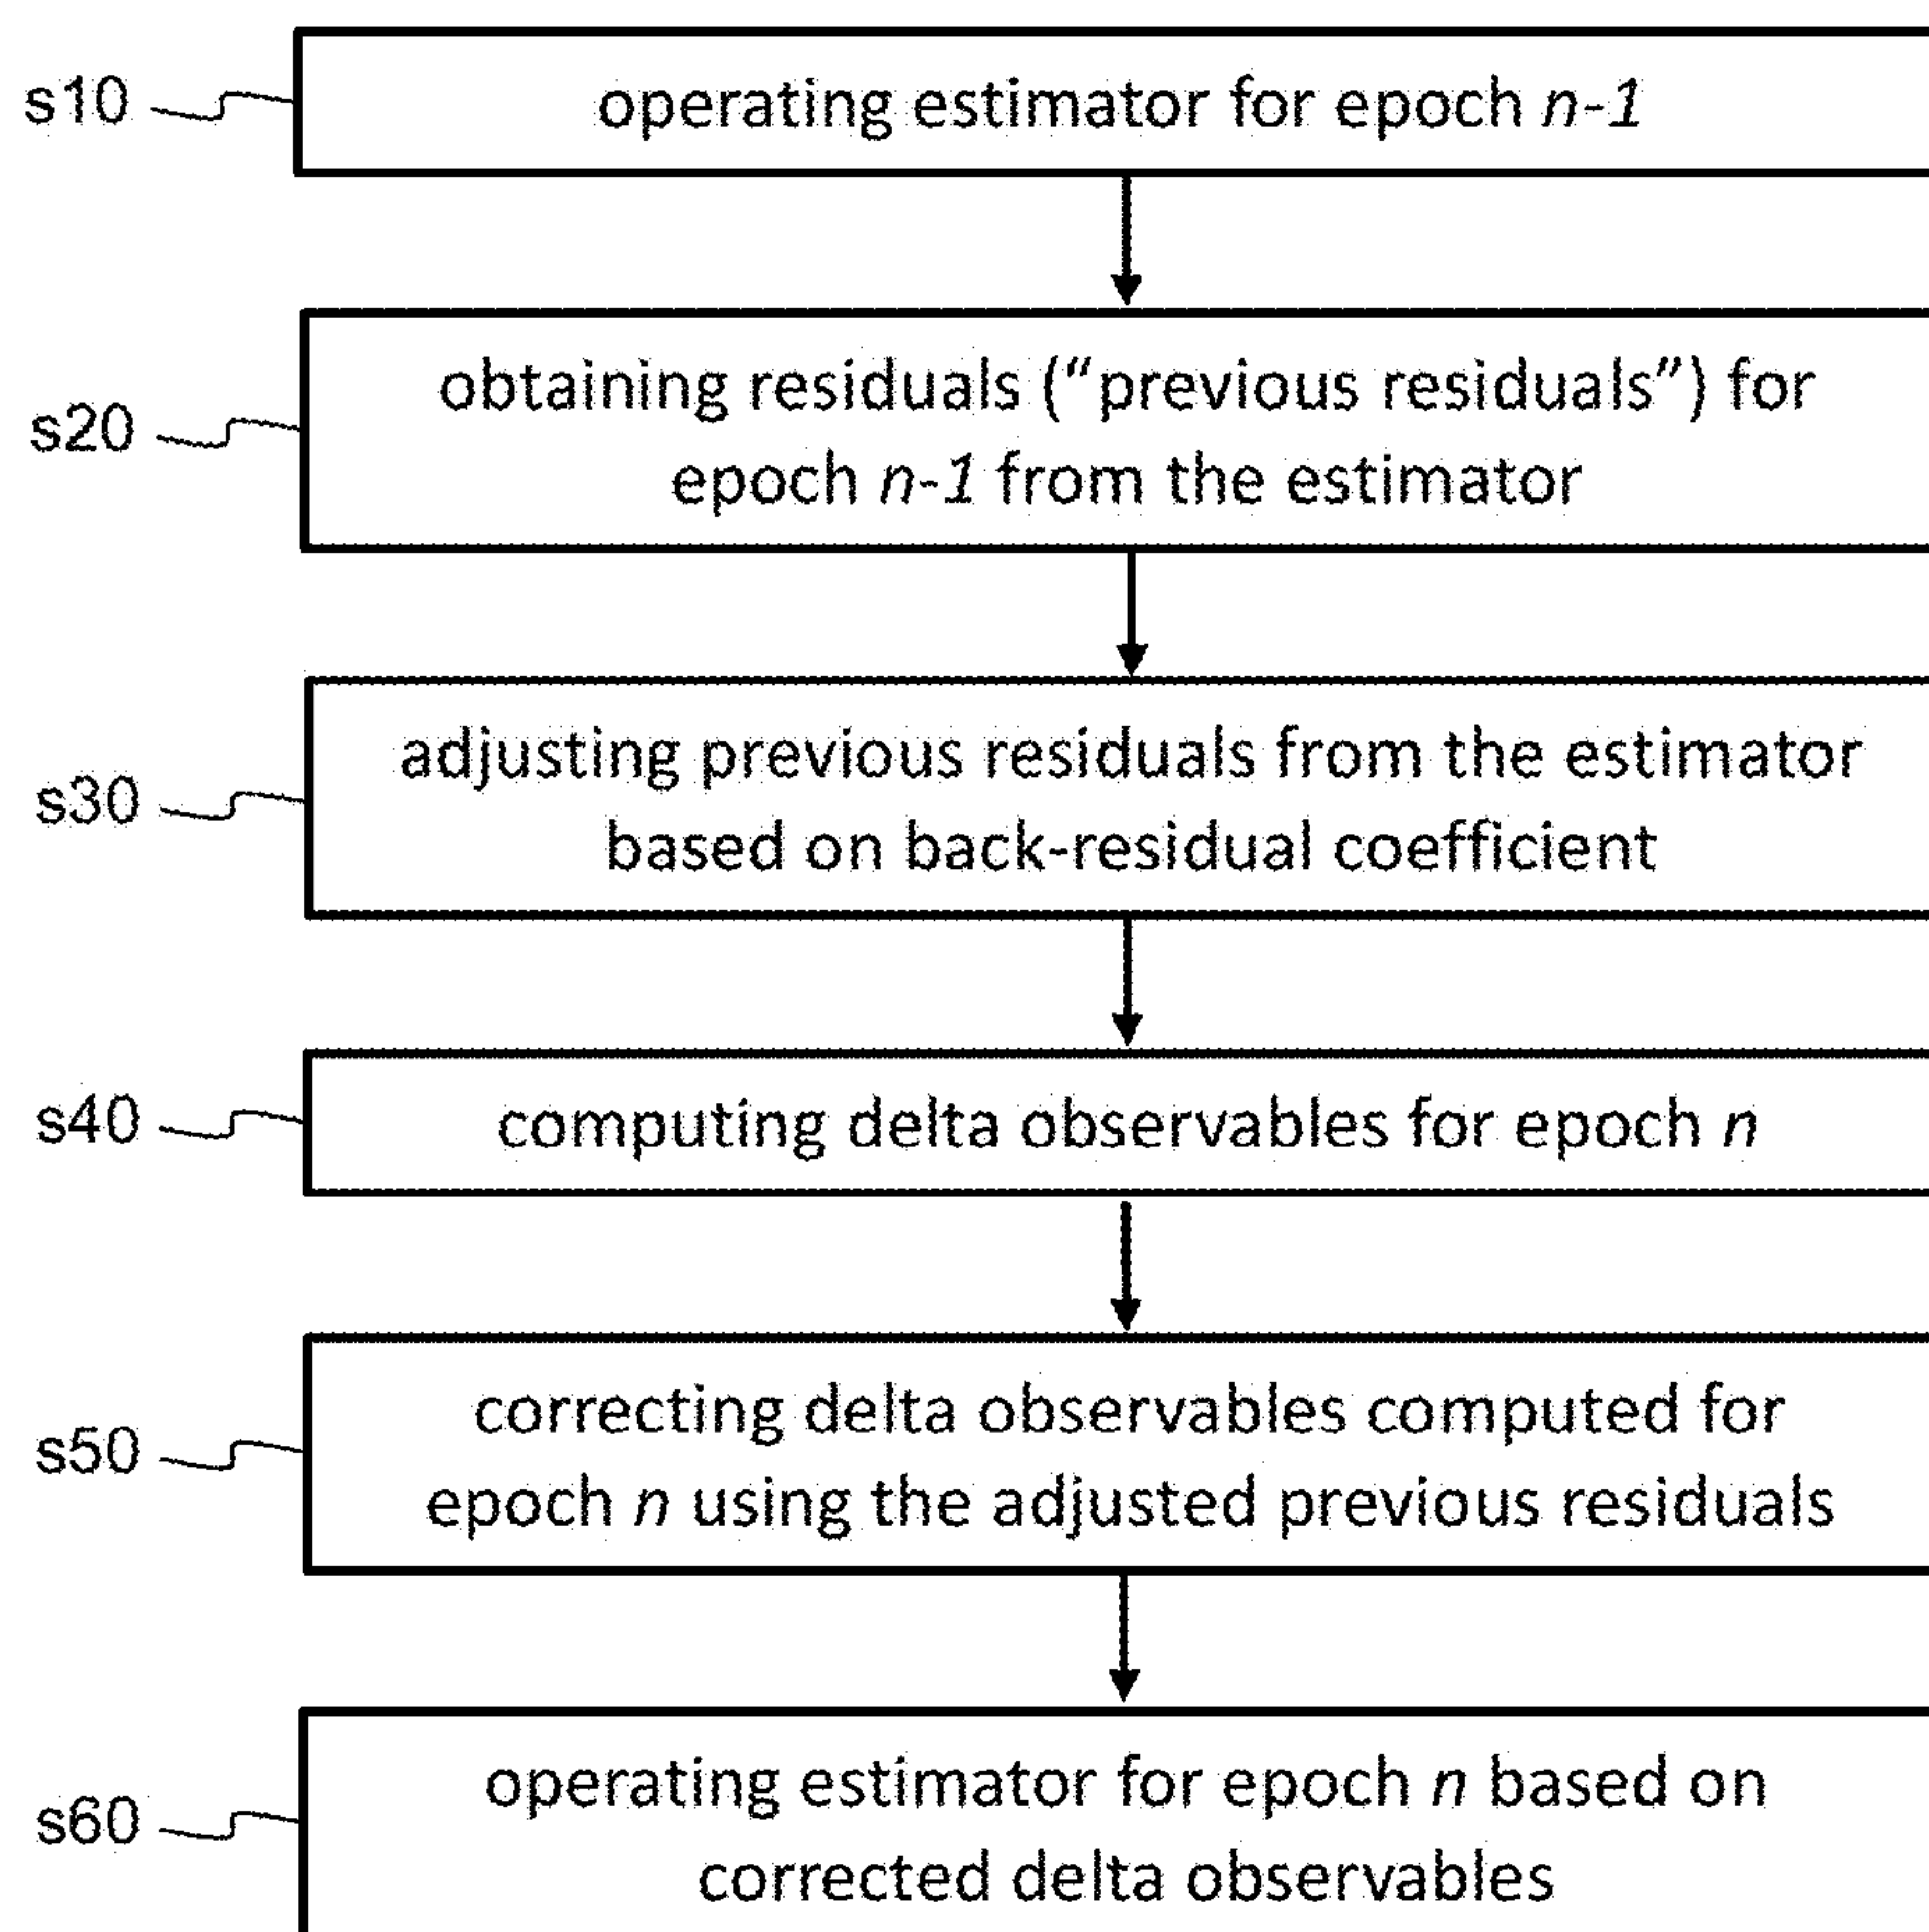 s10
operating estimator for epoch n-1
s20
obtaining residuals (“previous residuals”) for
epoch n-1 from the estimator
s30
adjusting previous residuals from the estimator
based on back-residual coefficient
s40
computing delta observables for epoch n
s50
correcting delta observables computed for
epoch n using the adjusted previous residuals
s60
operating estimator for epoch n based on
corrected delta observables